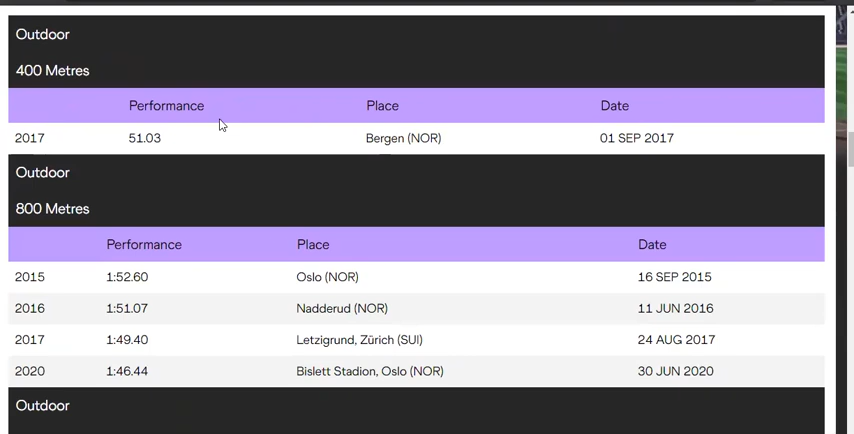 Outdoor
400 Metres
Performance Place Date
2017 51.03 Bergen (NOR) 01 SEP 2017
Outdoor
800 Metres
Performance Place Date
2015 1:52.60 Oslo (NOR) 16 SEP 2015
2016 1:51.07 Nadderud (NOR) 11 JUN 2016
2017 1:49.40 Letzigrund, Zürich (SUI) 24 AUG 2017
2020 1:46.44 Bislett Stadion, Oslo (NOR) 30 JUN 2020
Outdoor